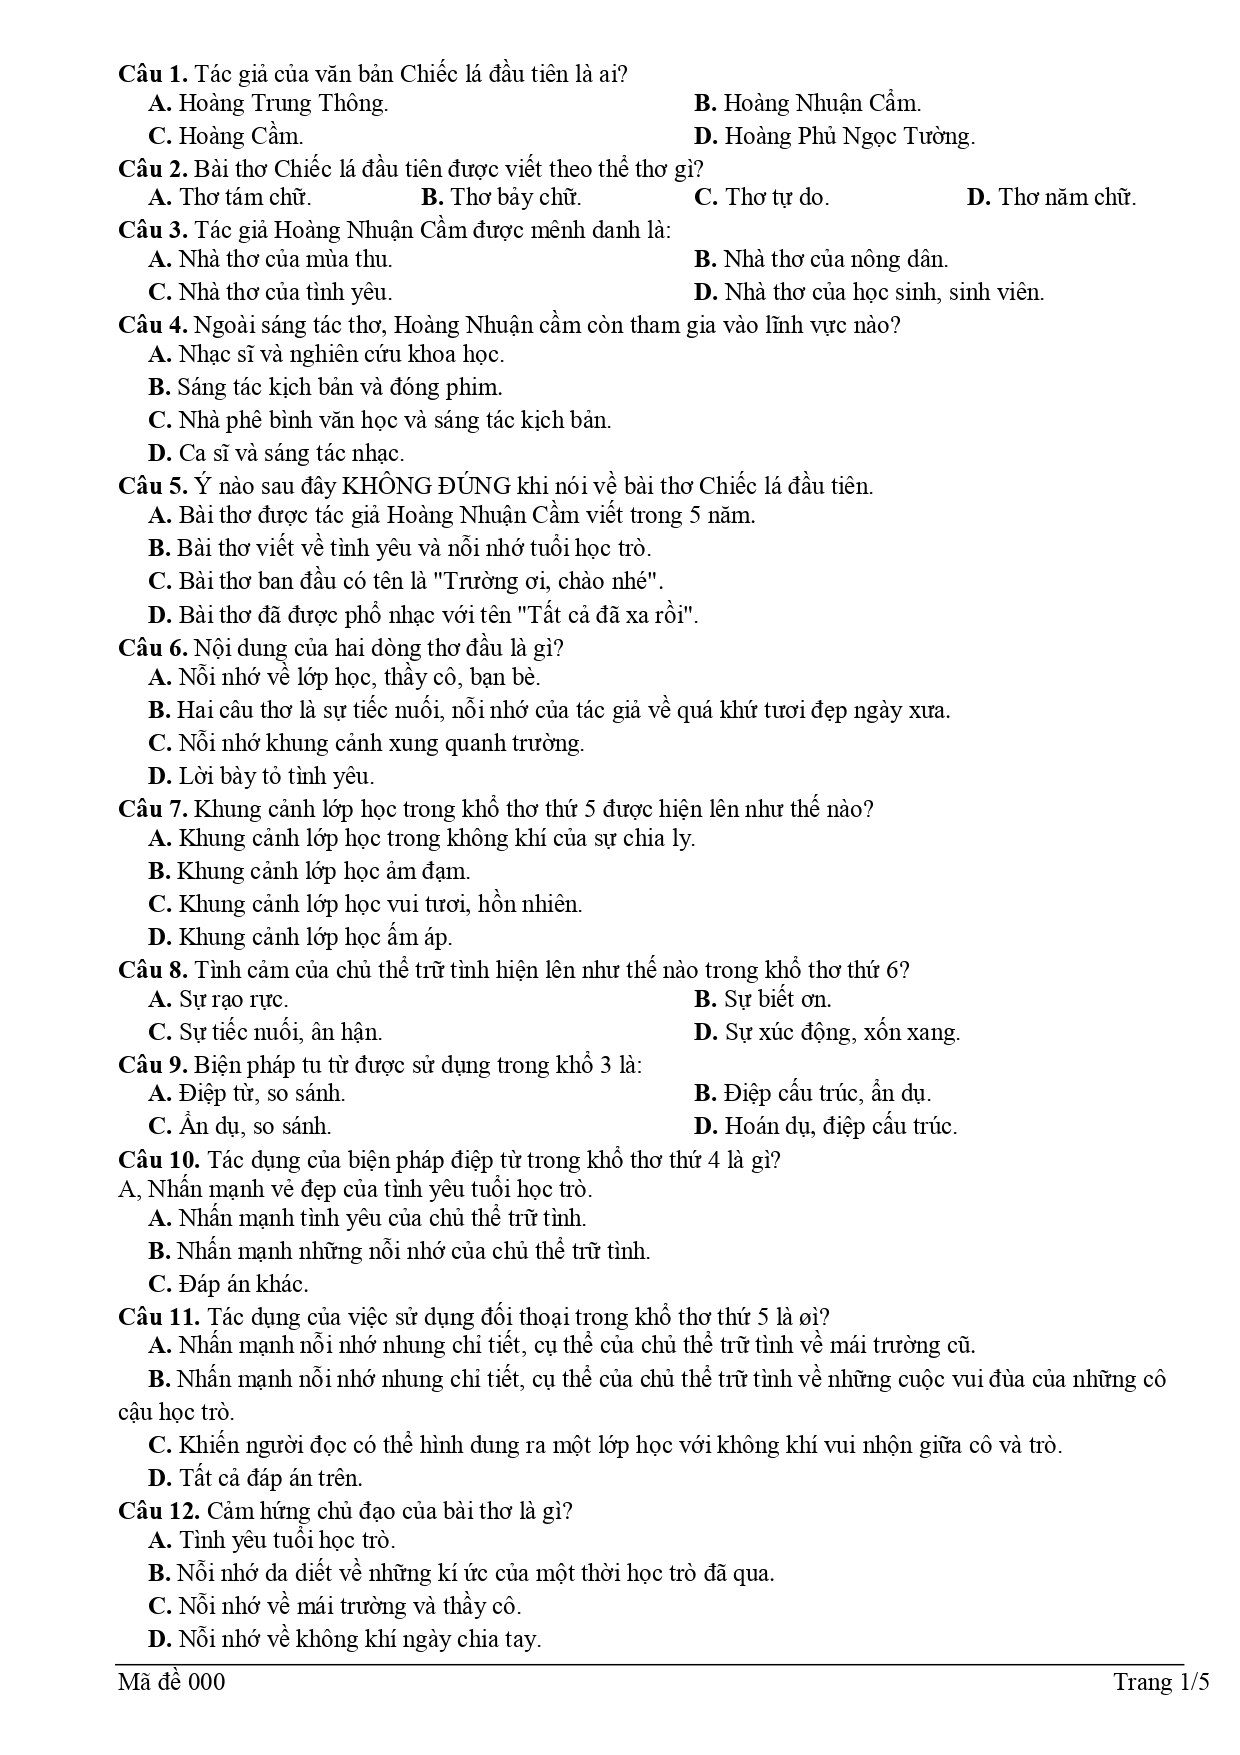 Câu 1. Tác giả của văn bản Chiếc lá đầu tiên là ai?
A. Hoàng Trung Thông. B. Hoàng Nhuận Cẩm.
C. Hoàng Cầm. D. Hoàng Phủ Ngọc Tường.
Câu 2. Bài thơ Chiếc lá đầu tiên được viết theo thể thơ gì?
A. Thơ tám chữ. B. Thơ bảy chữ. C. Thơ tự do. D. Thơ năm chữ.
Câu 3. Tác giả Hoàng Nhuận Cầm được mênh danh là:
A. Nhà thơ của mùa thu. B. Nhà thơ của nông dân.
C. Nhà thơ của tình yêu. D. Nhà thơ của học sinh, sinh viên.
Câu 4. Ngoài sáng tác thơ, Hoàng Nhuận cầm còn tham gia vào lĩnh vực nào?
A. Nhạc sĩ và nghiên cứu khoa học.
B. Sáng tác kịch bản và đóng phim.
C. Nhà phê bình văn học và sáng tác kịch bản.
D. Ca sĩ và sáng tác nhạc.
Câu 5. Ý nào sau đây KHÔNG ĐÚNG khi nói về bài thơ Chiếc lá đầu tiên.
A. Bài thơ được tác giả Hoàng Nhuận Cầm viết trong 5 năm.
B. Bài thơ viết về tình yêu và nỗi nhớ tuổi học trò.
C. Bài thơ ban đầu có tên là "Trường ơi, chào nhé".
D. Bài thơ đã được phổ nhạc với tên "Tất cả đã xa rồi".
Câu 6. Nội dung của hai dòng thơ đầu là gì?
A. Nỗi nhớ về lớp học, thầy cô, bạn bè.
B. Hai câu thơ là sự tiếc nuối, nỗi nhớ của tác giả về quá khứ tươi đẹp ngày xưa.
C. Nỗi nhớ khung cảnh xung quanh trường.
D. Lời bày tỏ tình yêu.
Câu 7. Khung cảnh lớp học trong khổ thơ thứ 5 được hiện lên như thế nào?
A. Khung cảnh lớp học trong không khí của sự chia ly.
B. Khung cảnh lớp học ảm đạm.
C. Khung cảnh lớp học vui tươi, hồn nhiên.
D. Khung cảnh lớp học ấm áp.
Câu 8. Tình cảm của chủ thể trữ tình hiện lên như thế nào trong khổ thơ thứ 6?
A. Sự rạo rực. B. Sự biết ơn.
C. Sự tiếc nuối, ân hận. D. Sự xúc động, xốn xang.
Câu 9. Biện pháp tu từ được sử dụng trong khổ 3 là:
A. Điệp từ, so sánh. B. Điệp cấu trúc, ẩn dụ.
C. Ẩn dụ, so sánh. D. Hoán dụ, điệp cấu trúc.
Câu 10. Tác dụng của biện pháp điệp từ trong khổ thơ thứ 4 là gì?
A, Nhấn mạnh vẻ đẹp của tình yêu tuổi học trò.
A. Nhấn mạnh tình yêu của chủ thể trữ tình.
B. Nhấn mạnh những nỗi nhớ của chủ thể trữ tình.
C. Đáp án khác.
Câu 11. Tác dụng của việc sử dụng đối thoại trong khổ thơ thứ 5 là øì?
A. Nhấn mạnh nỗi nhớ nhung chi tiết, cụ thể của chủ thể trữ tình về mái trường cũ.
B. Nhấn mạnh nỗi nhớ nhung chi tiết, cụ thể của chủ thể trữ tình về những cuộc vui đùa của những cô
cậu học trò.
C. Khiến người đọc có thể hình dung ra một lớp học với không khí vui nhộn giữa cô và trò.
D. Tất cả đáp án trên.
Câu 12. Cảm hứng chủ đạo của bài thơ là gì?
A. Tình yêu tuổi học trò.
B. Nỗi nhớ da diết về những kí ức của một thời học trò đã qua.
C. Nỗi nhớ về mái trường và thầy cô.
D. Nỗi nhớ về không khí ngày chia tay.
Mã đề 000 Trang 1/5